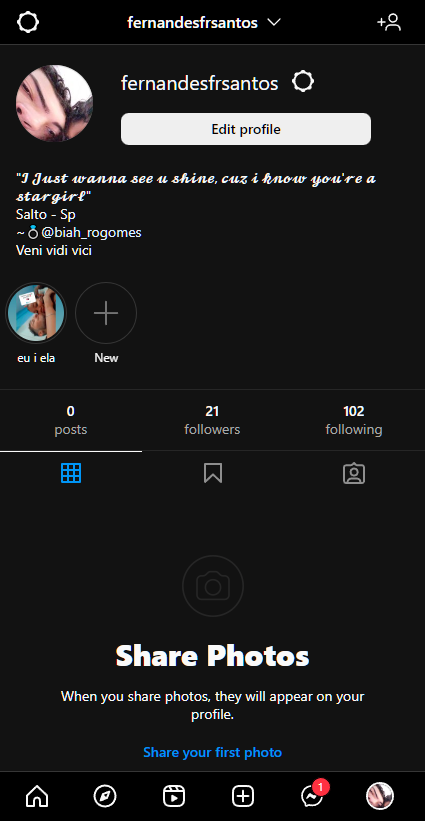 fernandesfrsantos
fernandesfrsantos
Edit profile
"I Just wanna see u shine, cuz i know you're a
stargirl"
Salto - Sp
~💍@biah_rogomes
Veni vidi vici
eu i ela
New
0
posts
21
followers
102
following
Share Photos
When you share photos, they will appear on your
profile.
Share your first photo
1